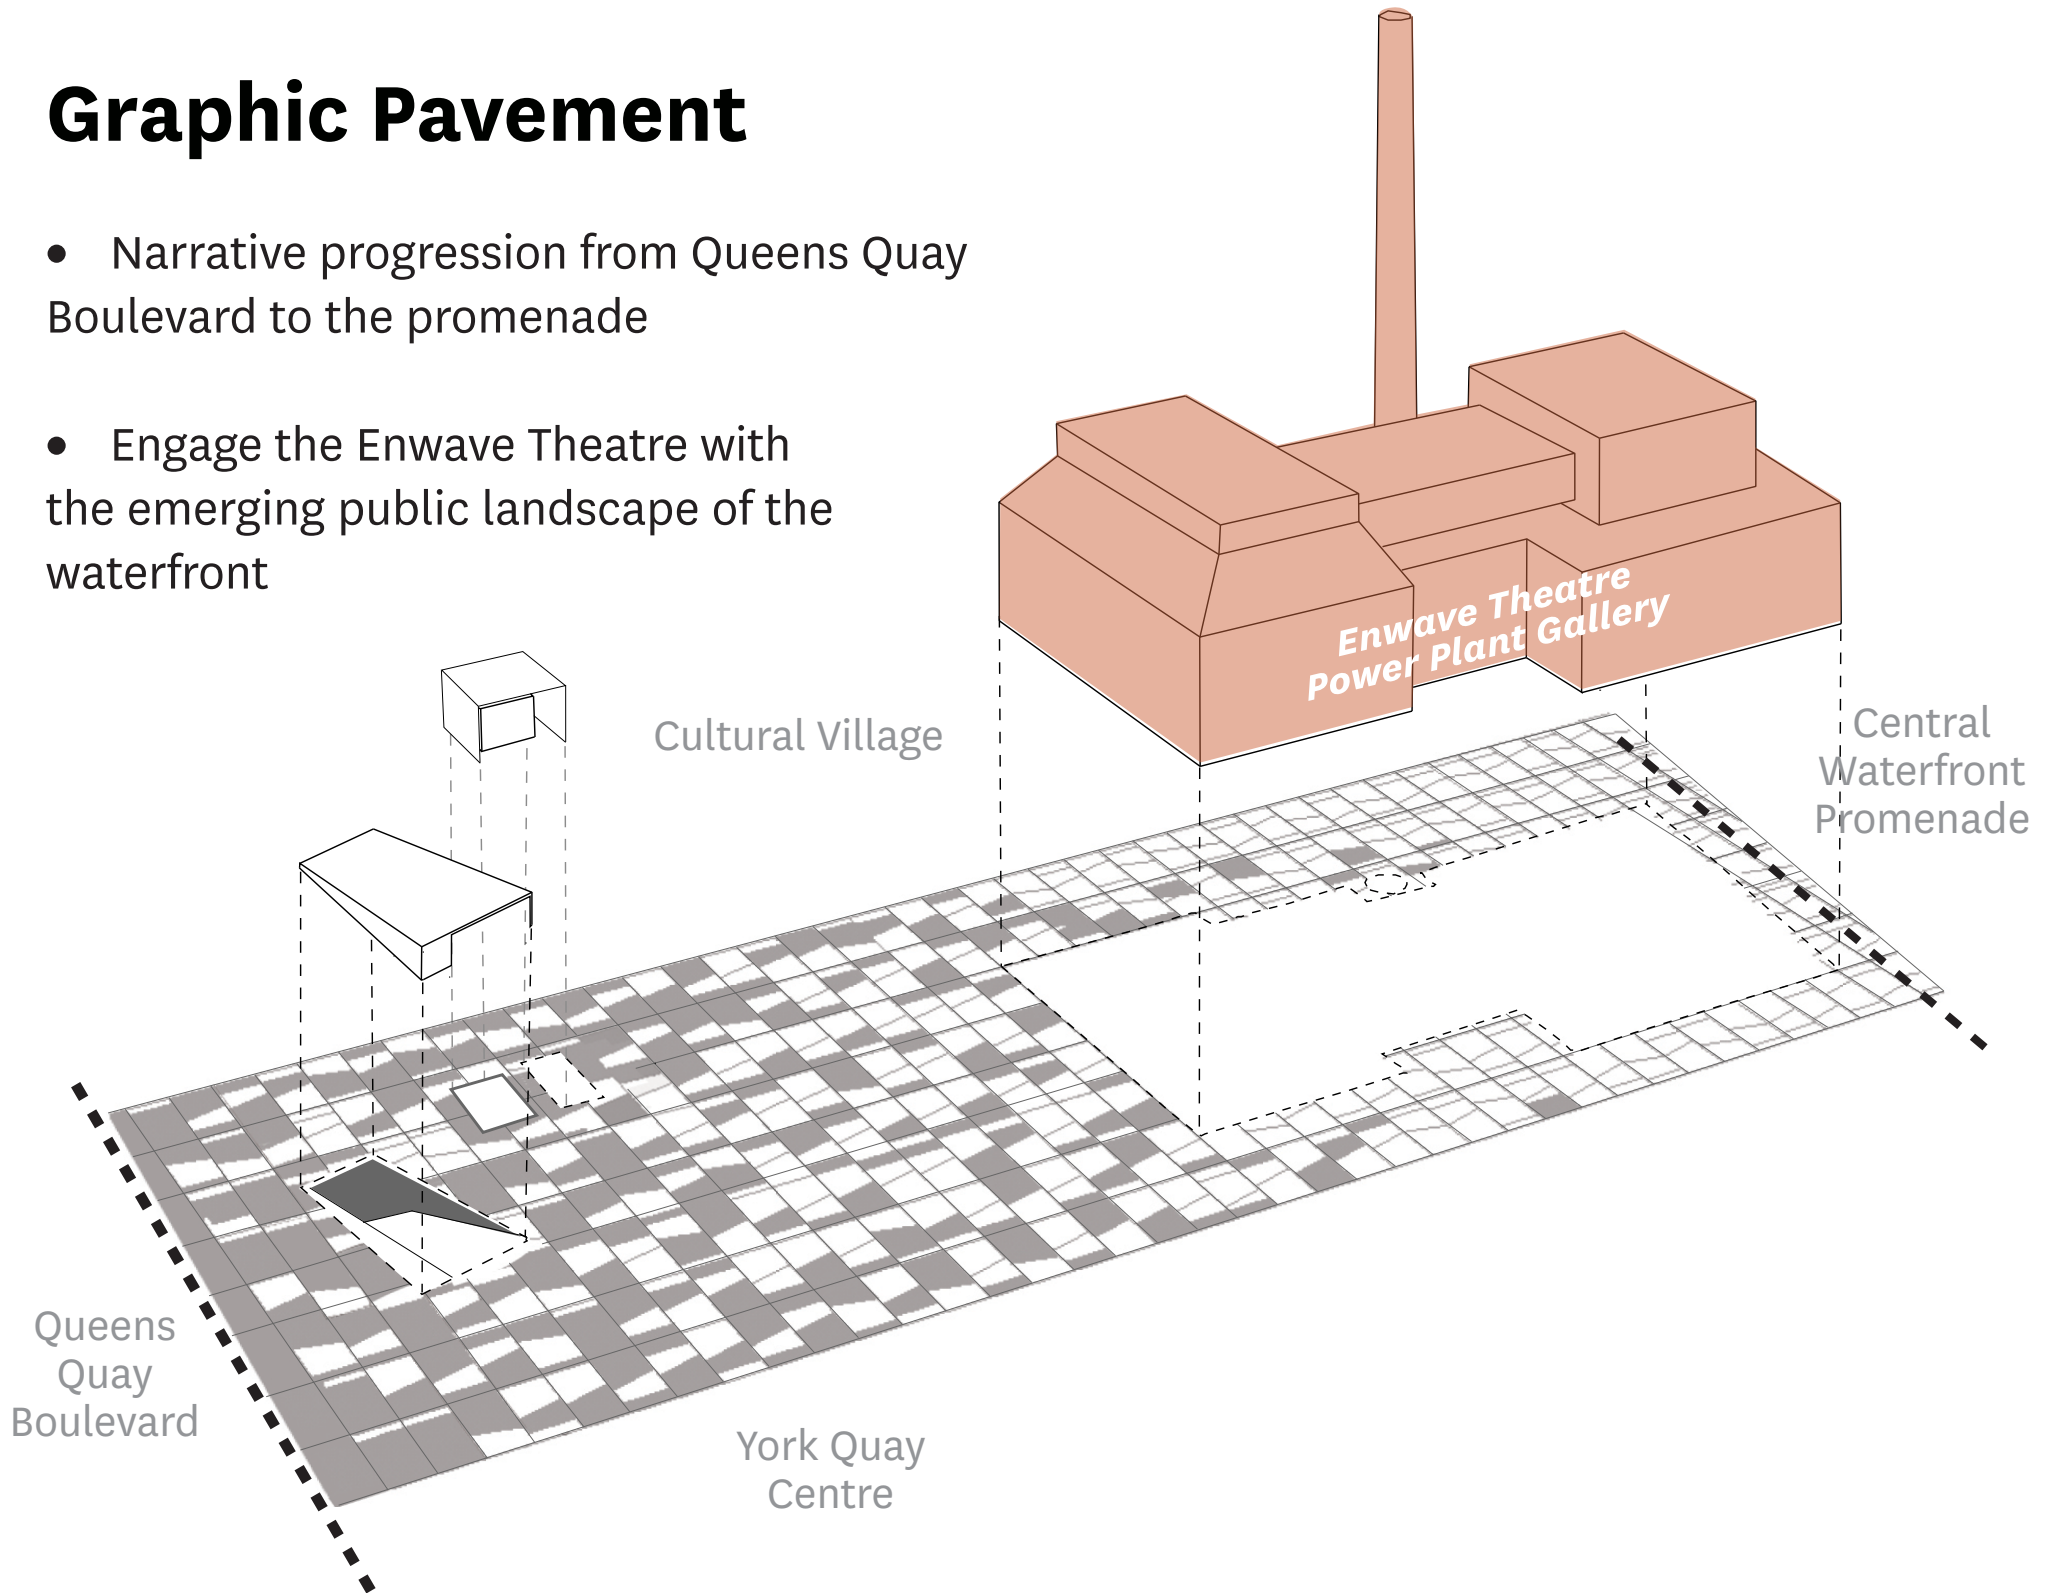 Graphic Pavement
• Narrative progression from Queens Quay
Boulevard to the promenade
• Engage the Enwave Theatre with
the emerging public landscape of the
waterfront
Enwave Theatre
Power Plant Gallery
Cultural Village
Central
Waterfront
Promenade
Queens
Quay
Boulevard
York Quay
Centre